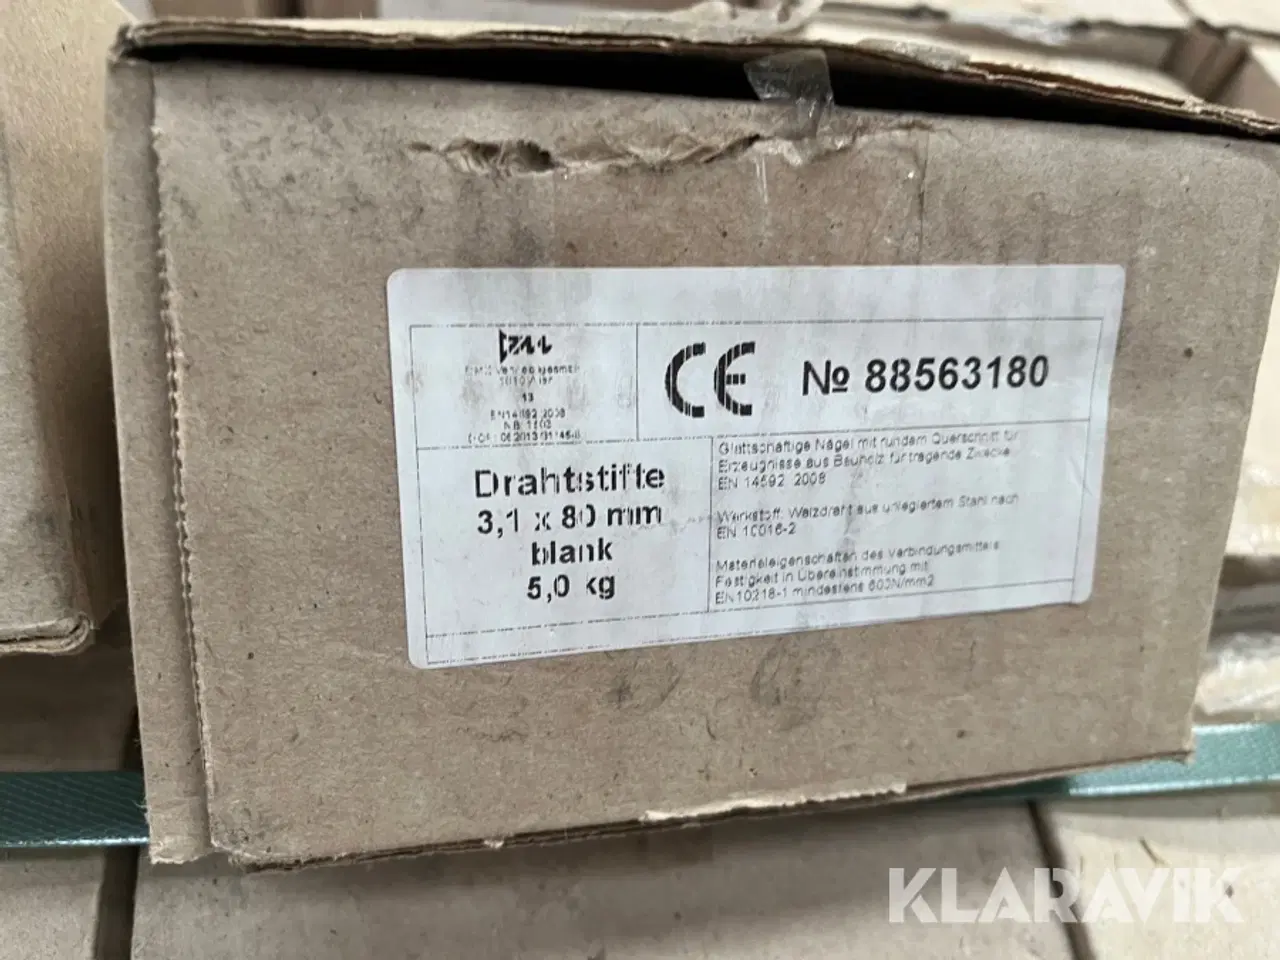 13
CE № 88563180
Drahtstifte
3,1 x 80 mm
blank
5,0 kg
Glattschaftige Nägel mit rundem Querschnitt für
Erzeugnisse aus Bauholz für tragende Zwecke
EN 14592:2008
Werkstoff: Walzdraht aus unlegiertem Stahl nach
EN 10016-2
Materieleigenschaften des Verbindungsmittels
Festigkeit in Übereinstimmung mit
EN10218-1 mindestens 600N/mm2
KLARAVIK